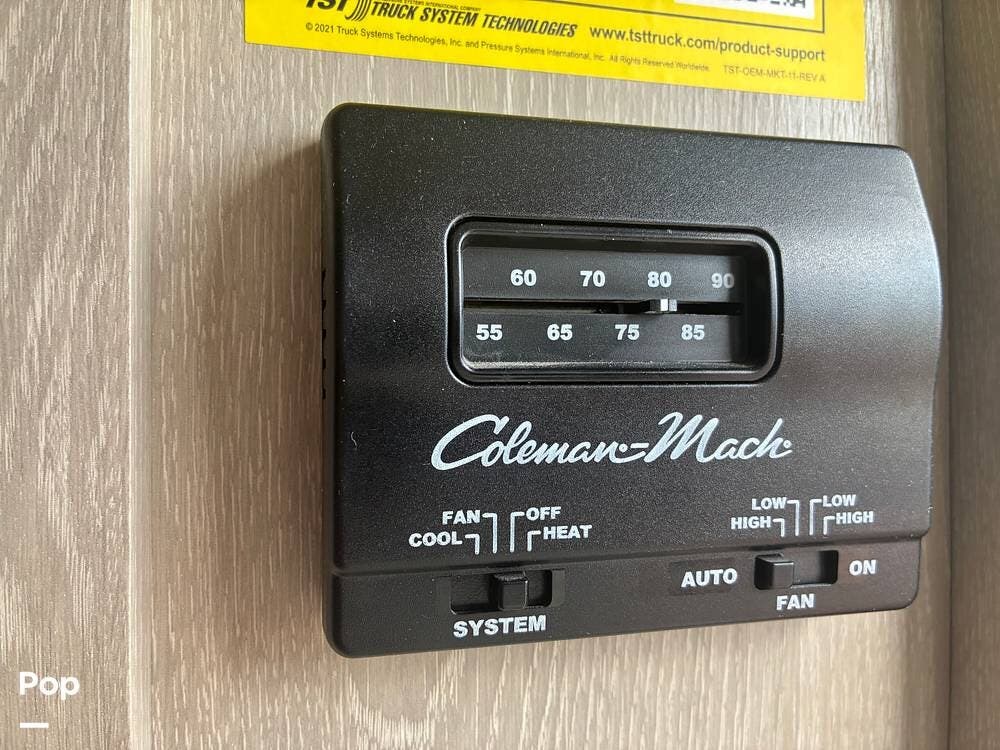 TST
TRUCK SYSTEM TECHNOLOGIES
www.tsttruck.com/product-support
© 2021 Truck Systems Technologies, Inc. and Pressure Systems International, Inc. All Rights Reserved Worldwide. TST-OEM-MKT-11-REV A
60 70 80 90
55 65 75 85
Coleman-Mach
FAN OFF
COOL HEAT
LOW LOW
HIGH HIGH
AUTO ON
FAN
SYSTEM
Pop